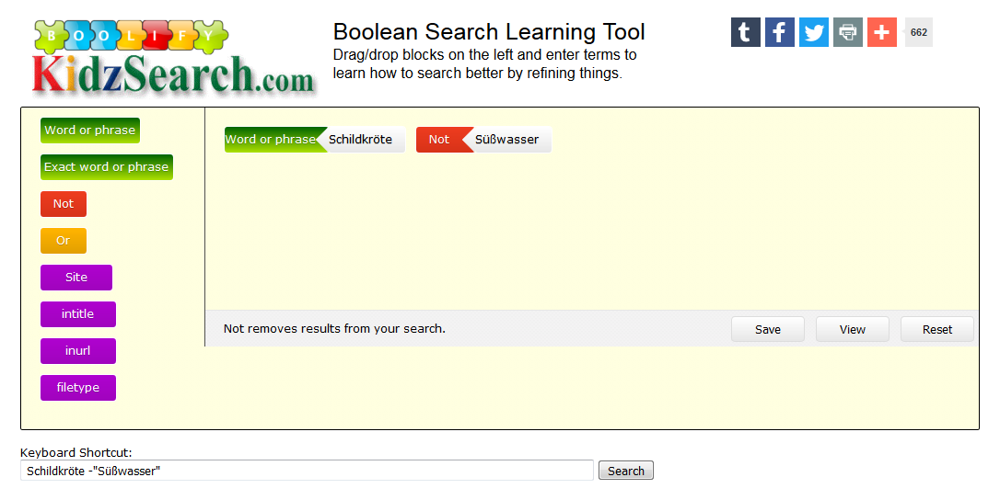 BOOLIFY
KidzSearch.com
Boolean Search Learning Tool
Drag/drop blocks on the left and enter terms to
learn how to search better by refining things.
662
Word or phrase
Exact word or phrase
Not
Or
Site
intitle
inurl
filetype
Word or phrase Schildkröte Not Süßwasser
Not removes results from your search.
Save View Reset
Keyboard Shortcut:
Schildkröte -"Süßwasser" Search